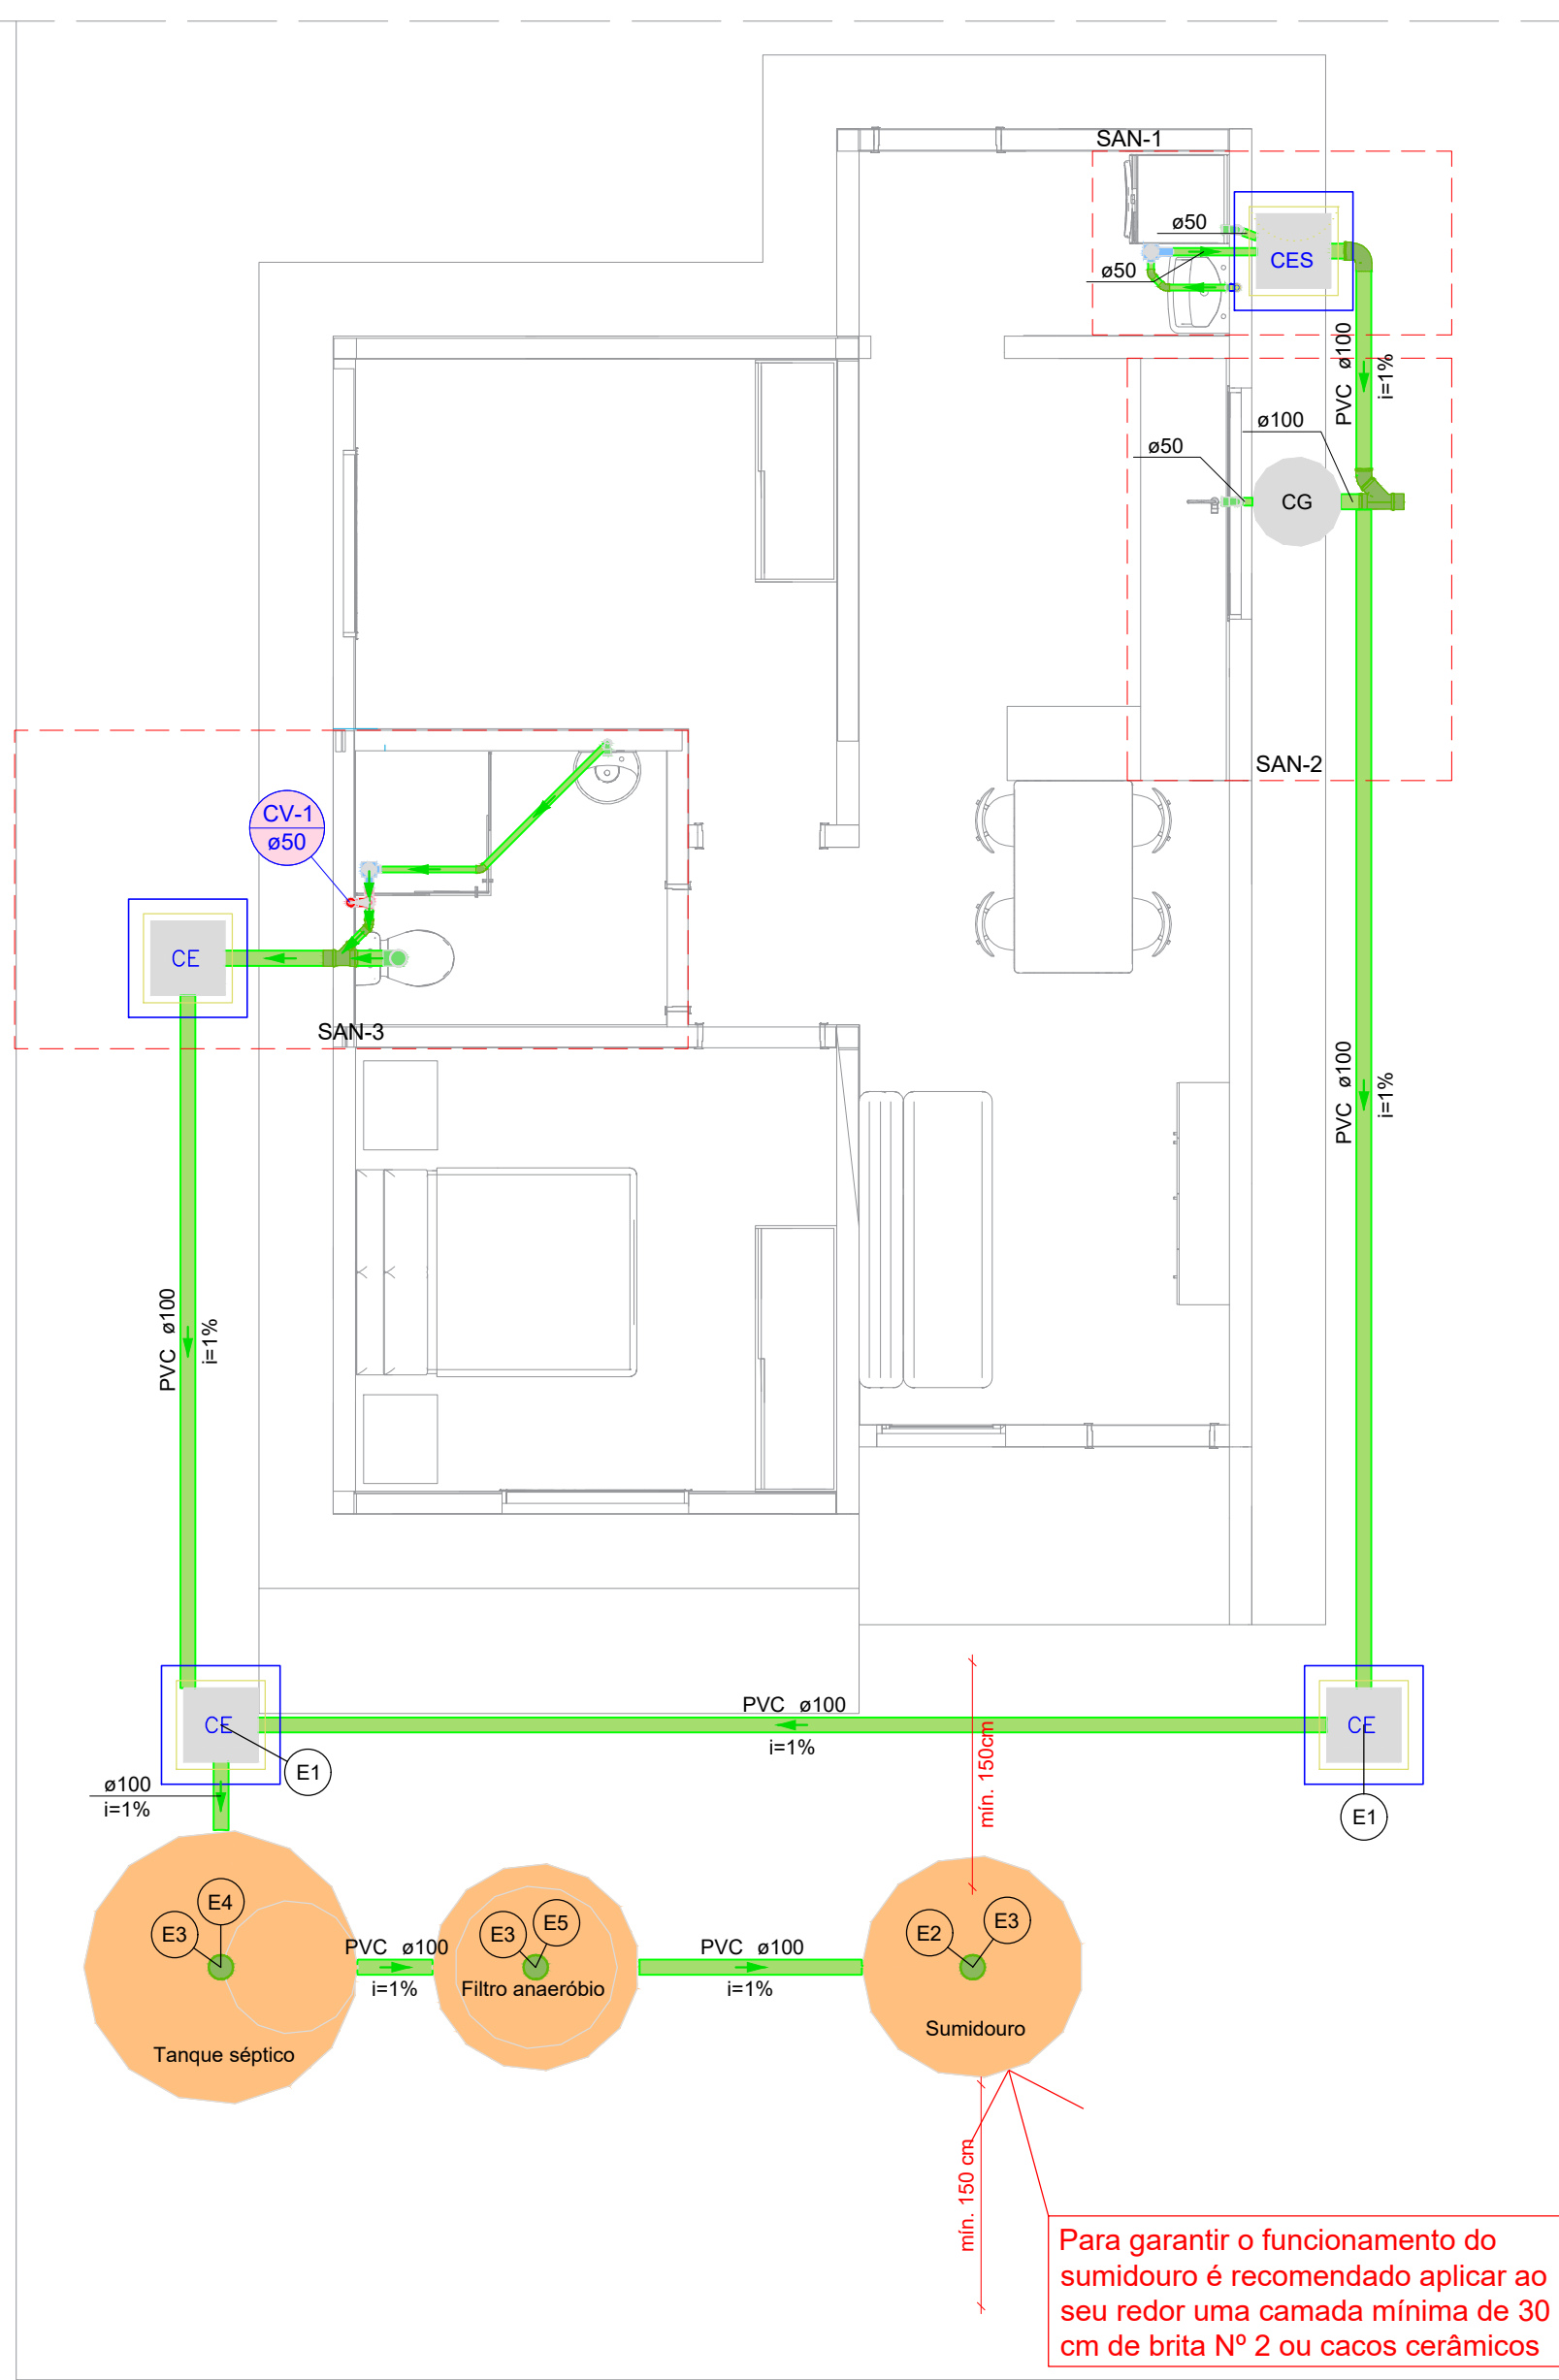 SAN-1
ø50
CES
ø50
PVC ø100
i=1%
ø100
ø50
CG
SAN-2
CV-1
ø50
CE
SAN-3
PVC ø100
i=1%
PVC ø100
i=1%
PVC ø100
i=1%
CE
CE
mín. 150cm
E1
E1
ø100
i=1%
E4
E3
E3
E5
E2
E3
PVC ø100
i=1%
PVC ø100
i=1%
Filtro anaeróbio
Tanque séptico
Sumidouro
mín. 150 cm
Para garantir o funcionamento do
sumidouro é recomendado aplicar ao
seu redor uma camada mínima de 30
cm de brita Nº 2 ou cacos cerâmicos